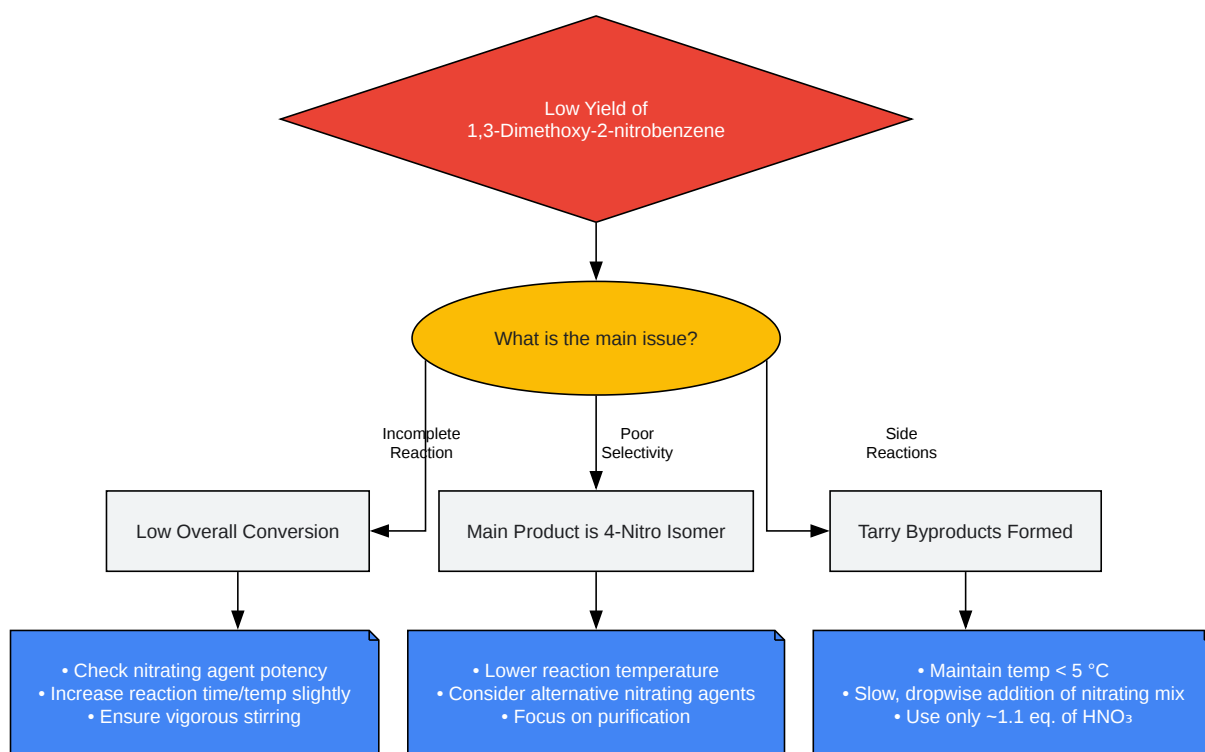 Low Yield of
1,3-Dimethoxy-2-nitrobenzene
What is the main issue?
Incomplete
Reaction
Poor
Selectivity
Side
Reactions
Low Overall Conversion
Main Product is 4-Nitro Isomer
Tarry Byproducts Formed
• Check nitrating agent potency
• Increase reaction time/temp slightly
• Ensure vigorous stirring
• Lower reaction temperature
• Consider alternative nitrating agents
• Focus on purification
• Maintain temp < 5 °C
• Slow, dropwise addition of nitrating mix
• Use only ~1.1 eq. of HNO₃